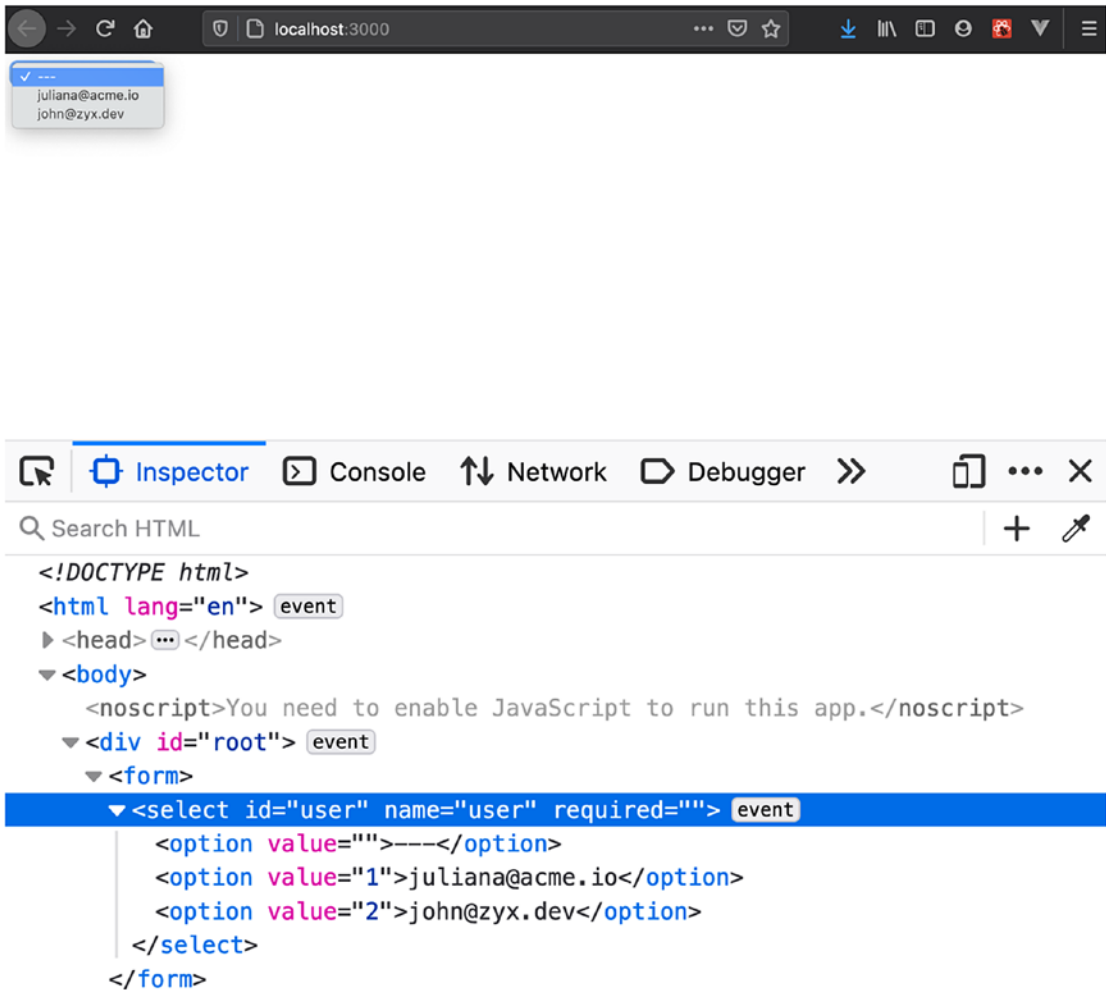 localhost:3000
✓ ---
juliana@acme.io
john@zyx.dev
Inspector Console Network Debugger
Search HTML
<!DOCTYPE html>
<html lang="en"> event
<head> ••• </head>
<body>
<noscript>You need to enable JavaScript to run this app.</noscript>
<div id="root"> event
<form>
<select id="user" name="user" required=""> event
<option value="">---</option>
<option value="1">juliana@acme.io</option>
<option value="2">john@zyx.dev</option>
</select>
</form>